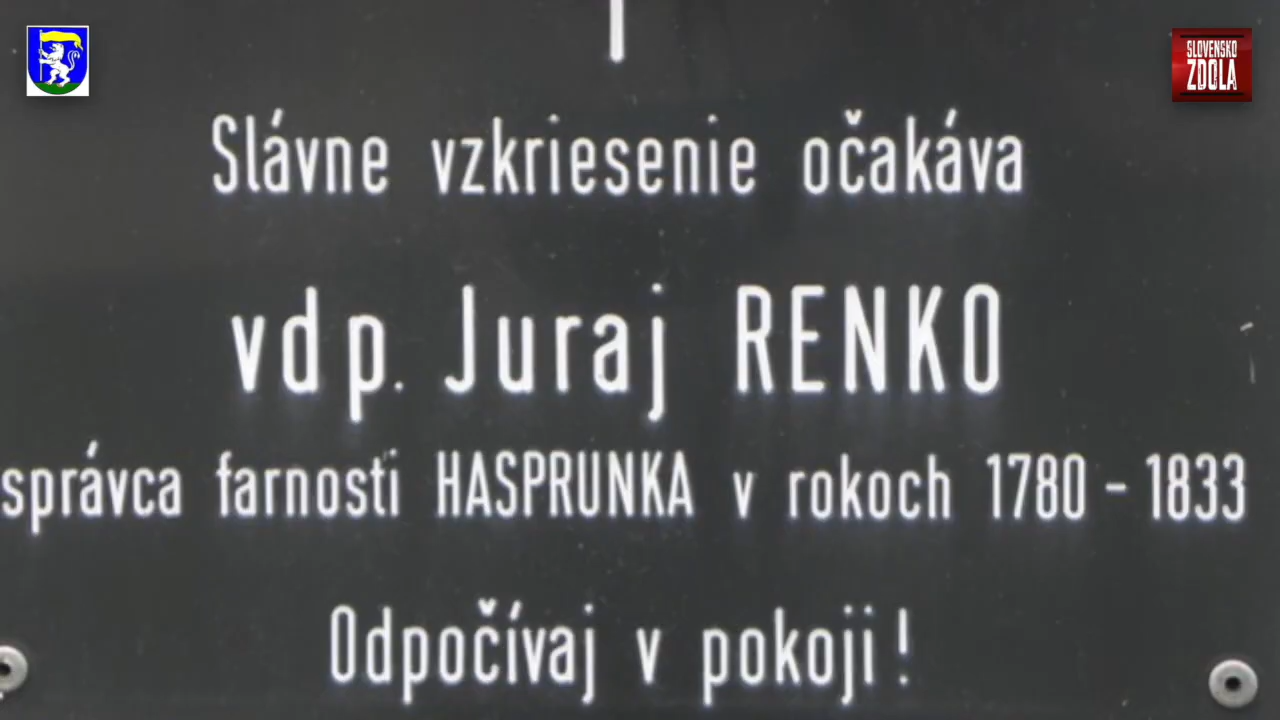 SLOVENSKO
ZDOLA
Slávne vzkriesenie očakáva
vdp. Juraj RENKO
správca farnosti HASPRUNKA v rokoch 1780 - 1833
Odpočívaj v pokoji!